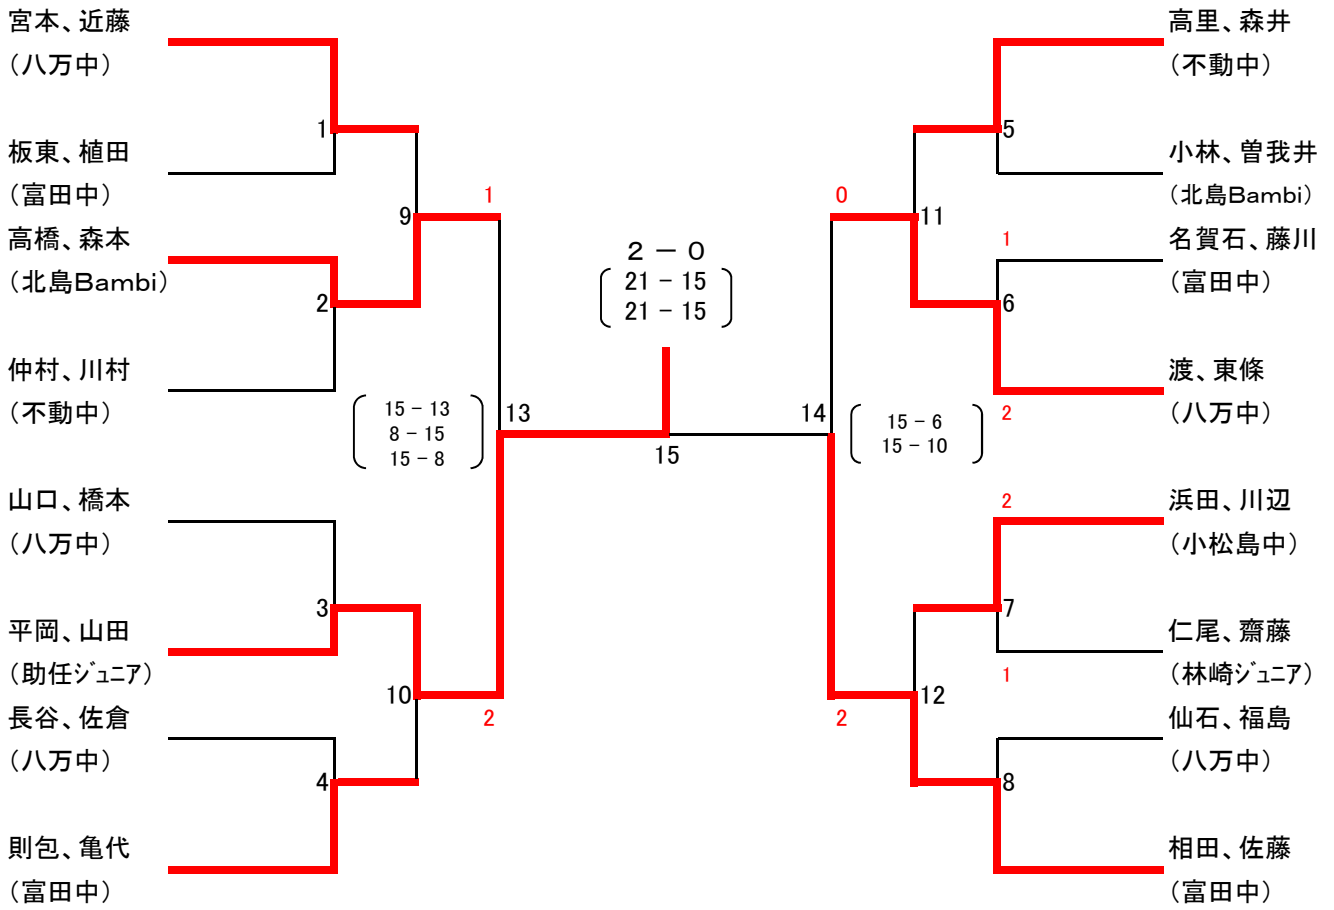 宮本、近藤
(八万中)
1
板東、植田
(富田中)
9
1
高橋、森本
(北島Bambi)
2
仲村、川村
(不動中)
15 - 13
8 - 15
15 - 8
13
山口、橋本
(八万中)
3
平岡、山田
(助任ジュニア)
10
2
長谷、佐倉
(八万中)
4
則包、亀代
(富田中)
2 - 0
21 - 15
21 - 15
15
高里、森井
(不動中)
5
小林、曽我井
(北島Bambi)
0
11
1
名賀石、藤川
(富田中)
6
渡、東條
(八万中)
2
14
15 - 6
15 - 10
2
浜田、川辺
(小松島中)
7
仁尾、齋藤
(林崎ジュニア)
1
12
2
仙石、福島
(八万中)
8
相田、佐藤
(富田中)